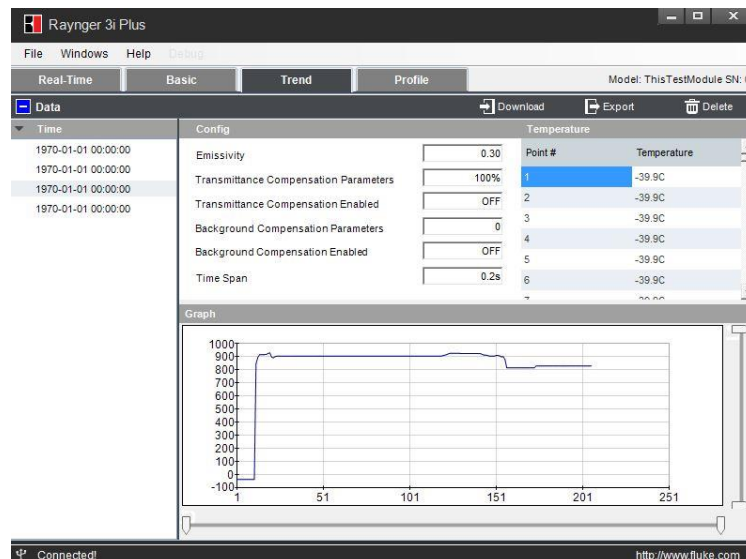 Raynger 3i Plus
File Windows Help Debug
Real-Time Basic Trend Profile Model: ThisTestModule SN:
Data Download Export Delete
Time
1970-01-01 00:00:00
1970-01-01 00:00:00
1970-01-01 00:00:00
1970-01-01 00:00:00
Config
Emissivity 0.30
Transmittance Compensation Parameters 100%
Transmittance Compensation Enabled OFF
Background Compensation Parameters 0
Background Compensation Enabled OFF
Time Span 0.2s
Temperature
Point # Temperature
1 -39.9C
2 -39.9C
3 -39.9C
4 -39.9C
5 -39.9C
6 -39.9C
Graph
1000
900
800
700
600
500
400
300
200
100
0
-100
1 51 101 151 201 251
Connected! http://www.fluke.com